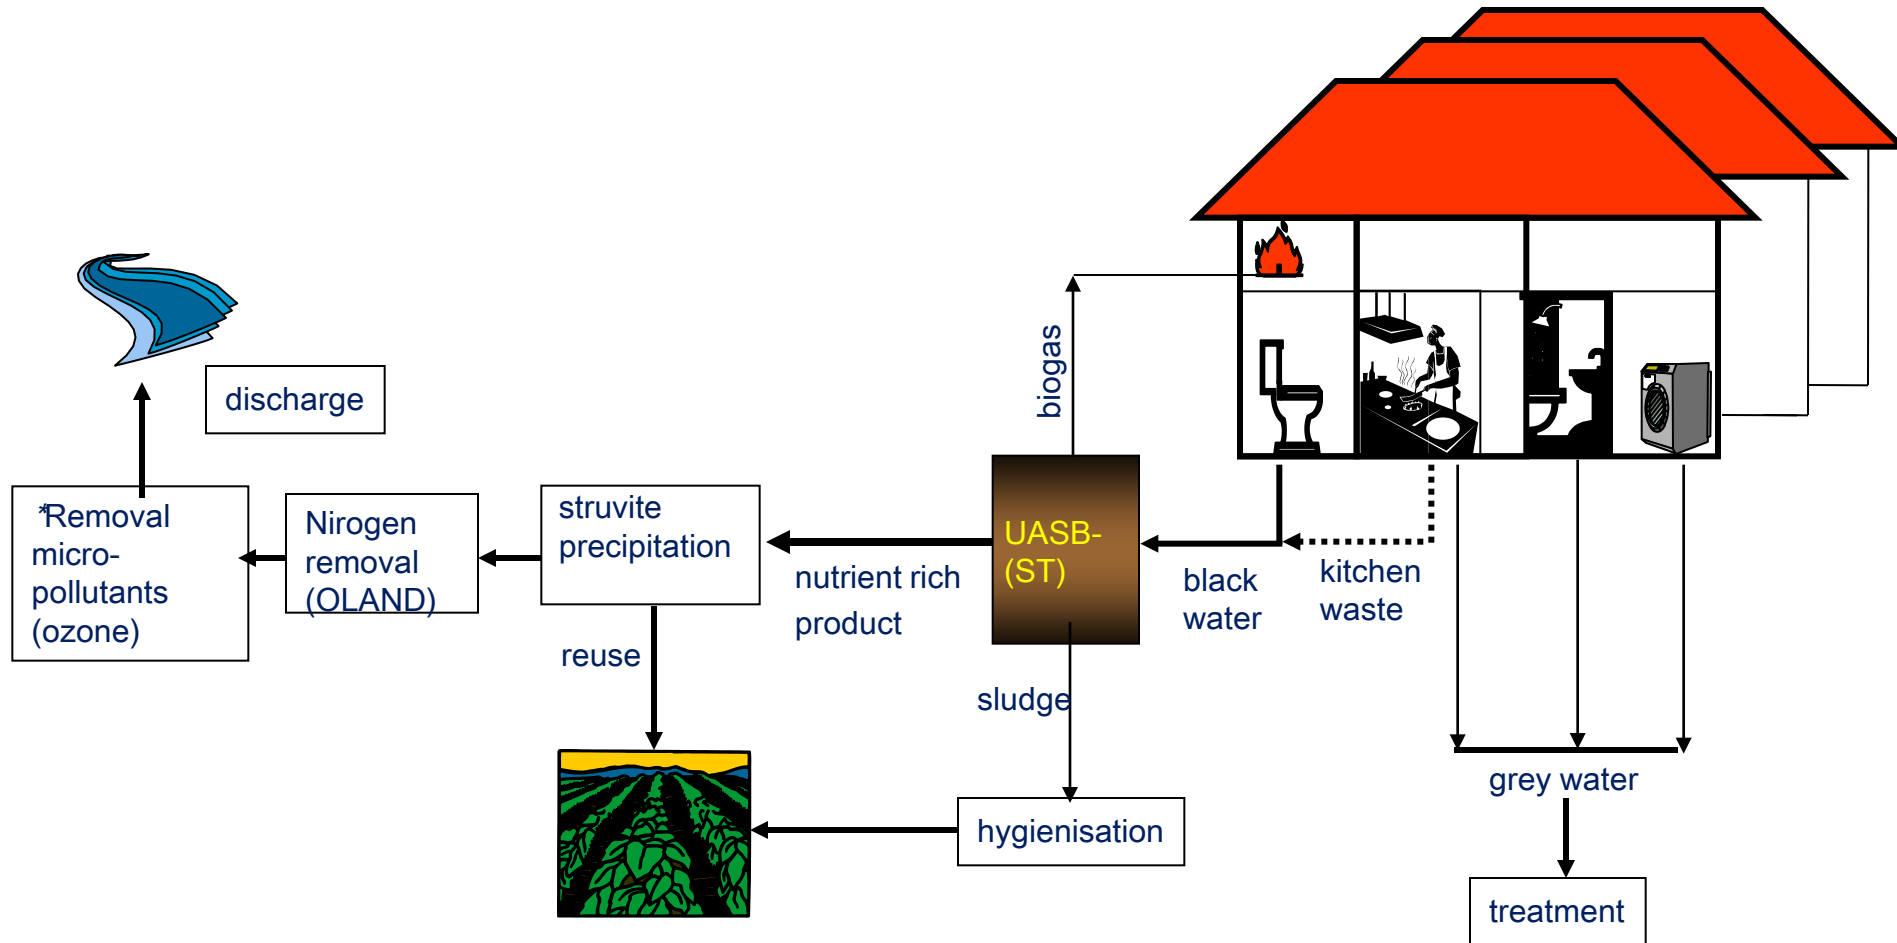 biogas
discharge
*Removal
micro-
pollutants
(ozone)
Nirogen
removal
(OLAND)
struvite
precipitation
nutrient rich
product
UASB-
(ST)
black
water
kitchen
waste
reuse
sludge
hygienisation
grey water
treatment